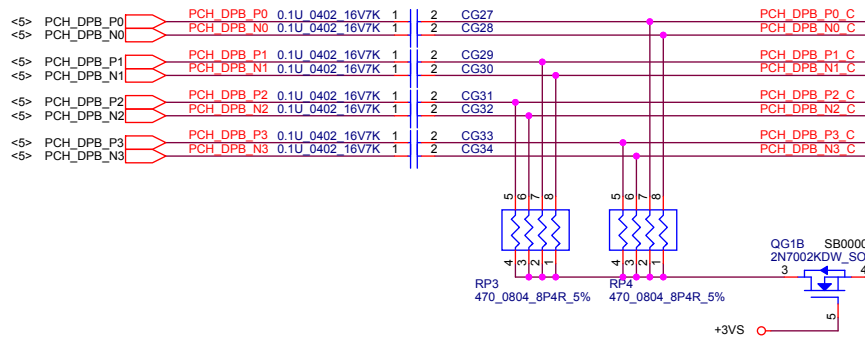 <5> PCH_DPB_P0 PCH_DPB_P0 0.1U_0402_16V7K 1 2 CG27 PCH_DPB_P0_C
<5> PCH_DPB_N0 PCH_DPB_N0 0.1U_0402_16V7K 1 2 CG28 PCH_DPB_N0_C
<5> PCH_DPB_P1 PCH_DPB_P1 0.1U_0402_16V7K 1 2 CG29 PCH_DPB_P1_C
<5> PCH_DPB_N1 PCH_DPB_N1 0.1U_0402_16V7K 1 2 CG30 PCH_DPB_N1_C
<5> PCH_DPB_P2 PCH_DPB_P2 0.1U_0402_16V7K 1 2 CG31 PCH_DPB_P2_C
<5> PCH_DPB_N2 PCH_DPB_N2 0.1U_0402_16V7K 1 2 CG32 PCH_DPB_N2_C
<5> PCH_DPB_P3 PCH_DPB_P3 0.1U_0402_16V7K 1 2 CG33 PCH_DPB_P3_C
<5> PCH_DPB_N3 PCH_DPB_N3 0.1U_0402_16V7K 1 2 CG34 PCH_DPB_N3_C
5 6 7 8 5 6 7 8
QG1B SB0000
2N7002KDW_SO
4 3 2 1 4 3 2 1
3 4
RP3 RP4
470_0804_8P4R_5% 470_0804_8P4R_5%
5
+3VS